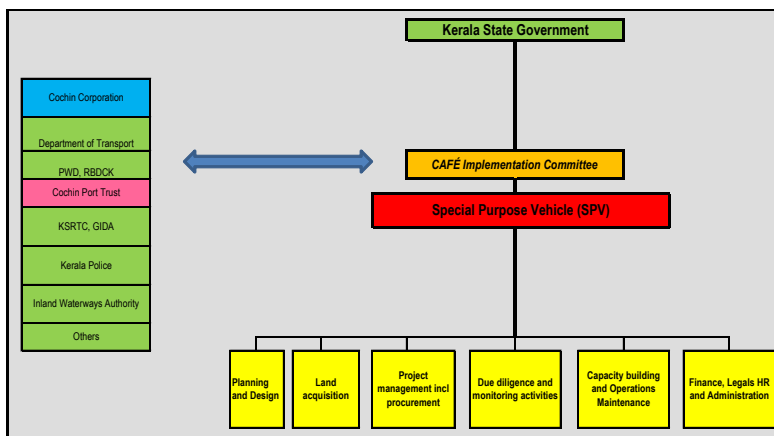 Kerala State Government
Cochin Corporation
Department of Transport
PWD, RBDCK
Cochin Port Trust
KSRTC, GIDA
Kerala Police
Inland Waterways Authority
Others
CAFÉ Implementation Committee
Special Purpose Vehicle (SPV)
Planning
and Design
Land
acquisition
Project
management incl
procurement
Due diligence and
monitoring activities
Capacity building
and Operations
Maintenance
Finance, Legals HR
and Administration